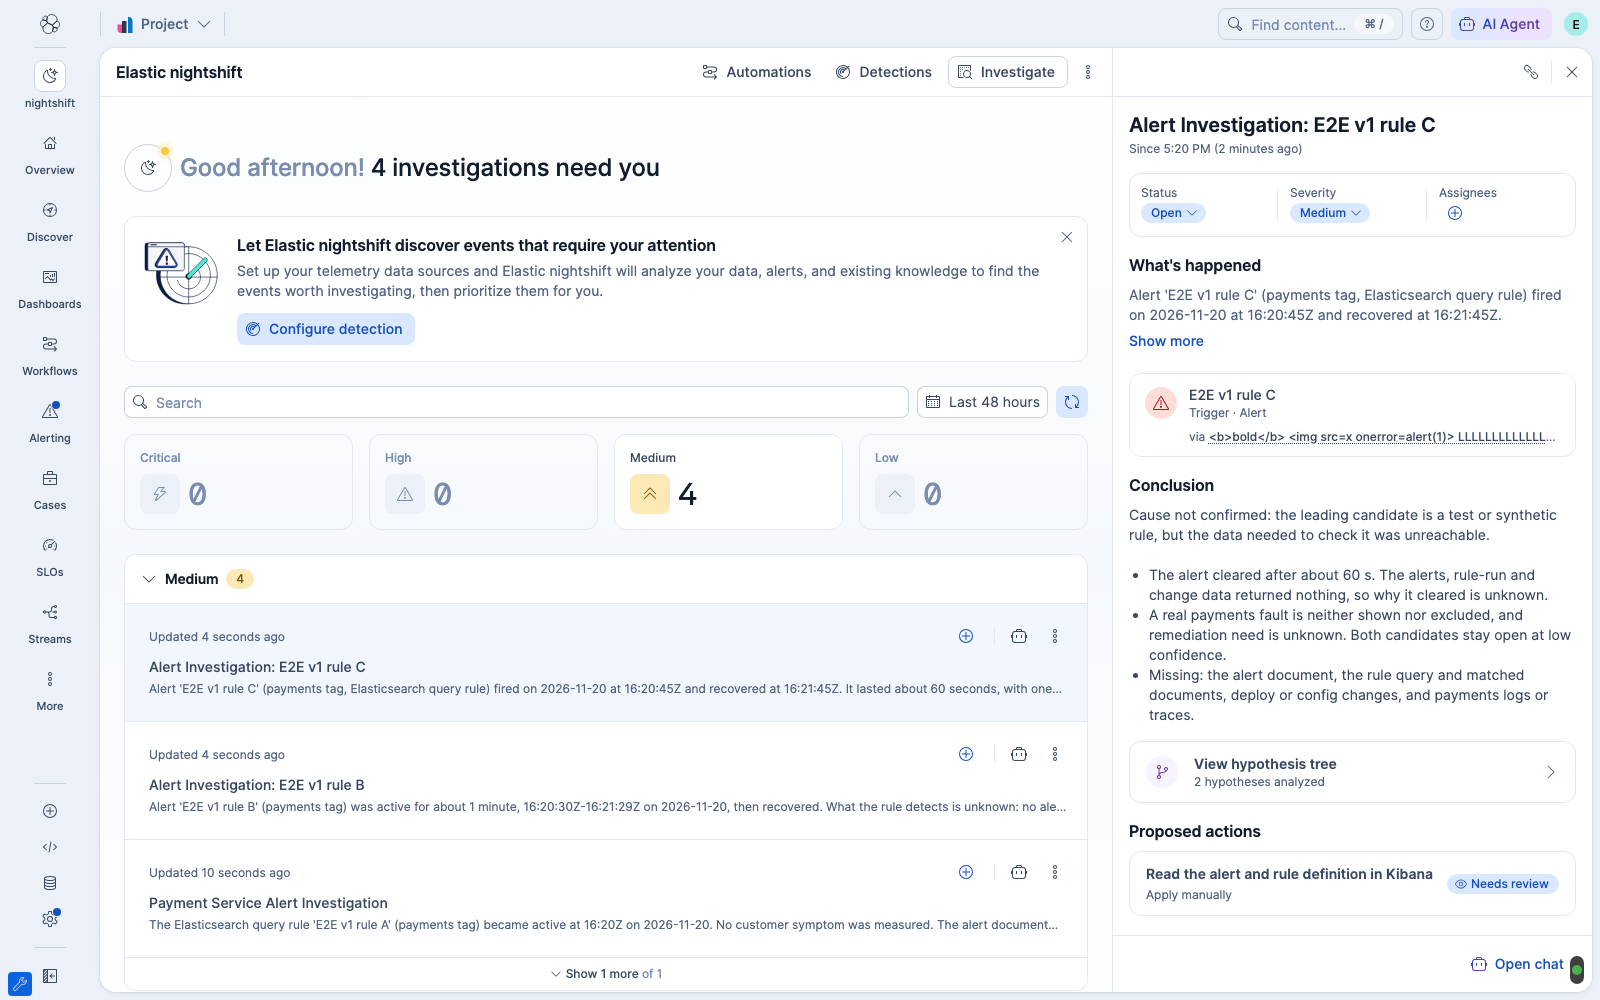 Project
Find content...
⌘ /
AI Agent
E
nightshift
Overview
Discover
Dashboards
Workflows
Alerting
Cases
SLOs
Streams
More
Elastic nightshift
Automations
Detections
Investigate
Good afternoon! 4 investigations need you
Let Elastic nightshift discover events that require your attention
Set up your telemetry data sources and Elastic nightshift will analyze your data, alerts, and existing knowledge to find the
events worth investigating, then prioritize them for you.
Configure detection
Search
Last 48 hours
Critical
0
High
0
Medium
4
Low
0
Medium 4
Updated 4 seconds ago
Alert Investigation: E2E v1 rule C
Alert 'E2E v1 rule C' (payments tag, Elasticsearch query rule) fired on 2026-11-20 at 16:20:45Z and recovered at 16:21:45Z. It lasted about 60 seconds, with one...
Updated 4 seconds ago
Alert Investigation: E2E v1 rule B
Alert 'E2E v1 rule B' (payments tag) was active for about 1 minute, 16:20:30Z-16:21:29Z on 2026-11-20, then recovered. What the rule detects is unknown: no ale...
Updated 10 seconds ago
Payment Service Alert Investigation
The Elasticsearch query rule 'E2E v1 rule A' (payments tag) became active at 16:20Z on 2026-11-20. No customer symptom was measured. The alert document...
Show 1 more of 1
Alert Investigation: E2E v1 rule C
Since 5:20 PM (2 minutes ago)
Status
Open
Severity
Medium
Assignees
What's happened
Alert 'E2E v1 rule C' (payments tag, Elasticsearch query rule) fired
on 2026-11-20 at 16:20:45Z and recovered at 16:21:45Z.
Show more
E2E v1 rule C
Trigger · Alert
via <b>bold</b> <img src=x onerror=alert(1)> LLLLLLLLLLLLL...
Conclusion
Cause not confirmed: the leading candidate is a test or synthetic
rule, but the data needed to check it was unreachable.
• The alert cleared after about 60 s. The alerts, rule-run and
change data returned nothing, so why it cleared is unknown.
• A real payments fault is neither shown nor excluded, and
remediation need is unknown. Both candidates stay open at low
confidence.
• Missing: the alert document, the rule query and matched
documents, deploy or config changes, and payments logs or
traces.
View hypothesis tree
2 hypotheses analyzed
Proposed actions
Read the alert and rule definition in Kibana
Apply manually
Needs review
Open chat